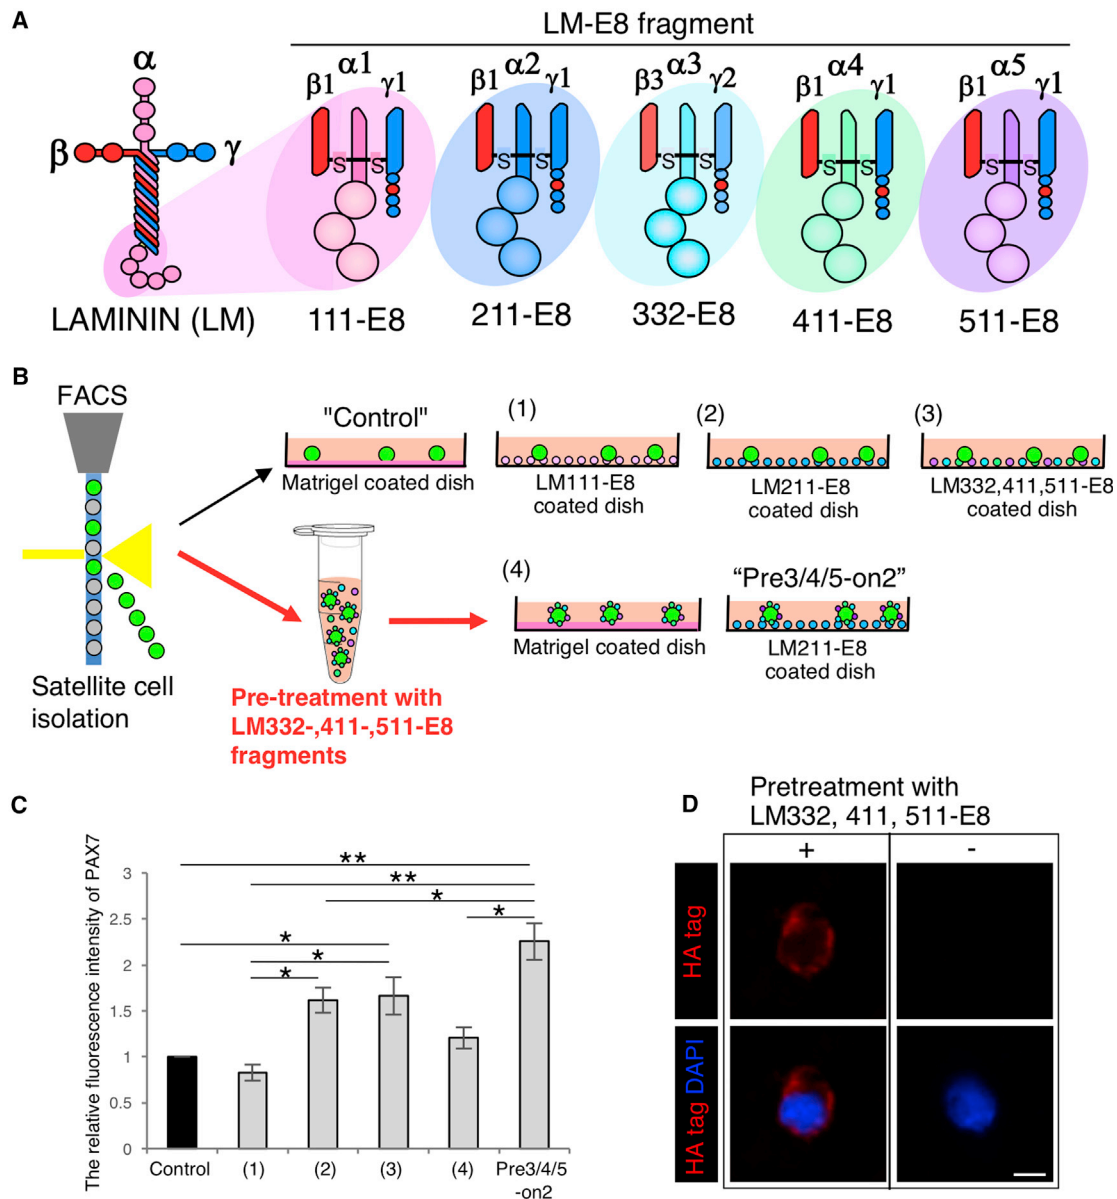 A
LM-E8 fragment
α
β
γ
LAMININ (LM)
β1 α1 γ1
β1 α2 γ1
β3 α3 γ2
β1 α4 γ1
β1 α5 γ1
S S
S S
S S
S S
S S
111-E8
211-E8
332-E8
411-E8
511-E8
B
FACS
Satellite cell
isolation
"Control"
Matrigel coated dish
(1)
LM111-E8
coated dish
(2)
LM211-E8
coated dish
(3)
LM332,411,511-E8
coated dish
Pre-treatment with
LM332-,411-,511-E8
fragments
(4)
Matrigel coated dish
“Pre3/4/5-on2”
LM211-E8
coated dish
C
The relative fluorescence intensity of PAX7
3
2.5
2
1.5
1
0.5
0
**
**
*
*
*
*
*
Control
(1)
(2)
(3)
(4)
Pre3/4/5
-on2
D
Pretreatment with
LM332, 411, 511-E8
+
-
HA tag
HA tag DAPI